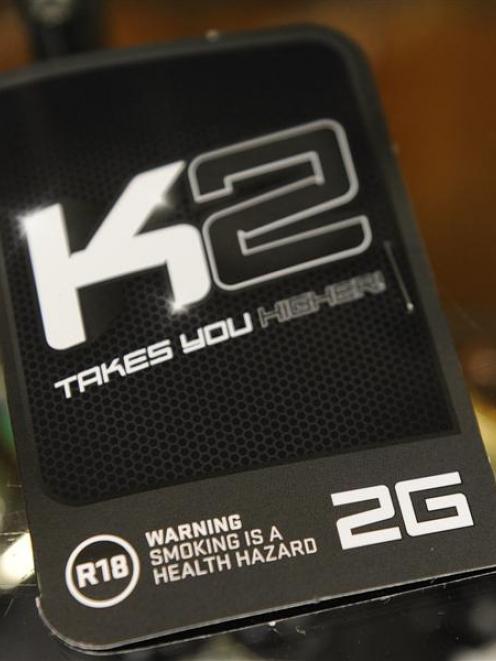 K2
TAKES YOU HIGHER!
R18
WARNING
SMOKING IS A
HEALTH HAZARD
2G